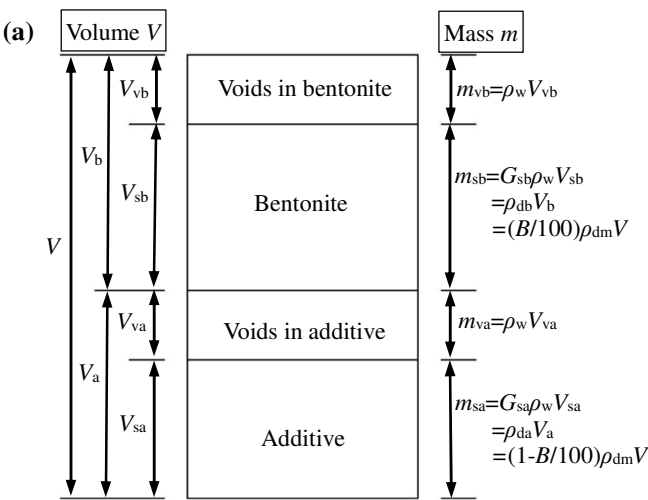 (a)
Volume V
Mass m
Voids in bentonite
Bentonite
Voids in additive
Additive
V
V_b
V_a
V_vb
V_sb
V_va
V_sa
m_vb=ρ_wV_vb
m_sb=G_sbρ_wV_sb
=ρ_dbV_b
=(B/100)ρ_dmV
m_va=ρ_wV_va
m_sa=G_saρ_wV_sa
=ρ_daV_a
=(1-B/100)ρ_dmV